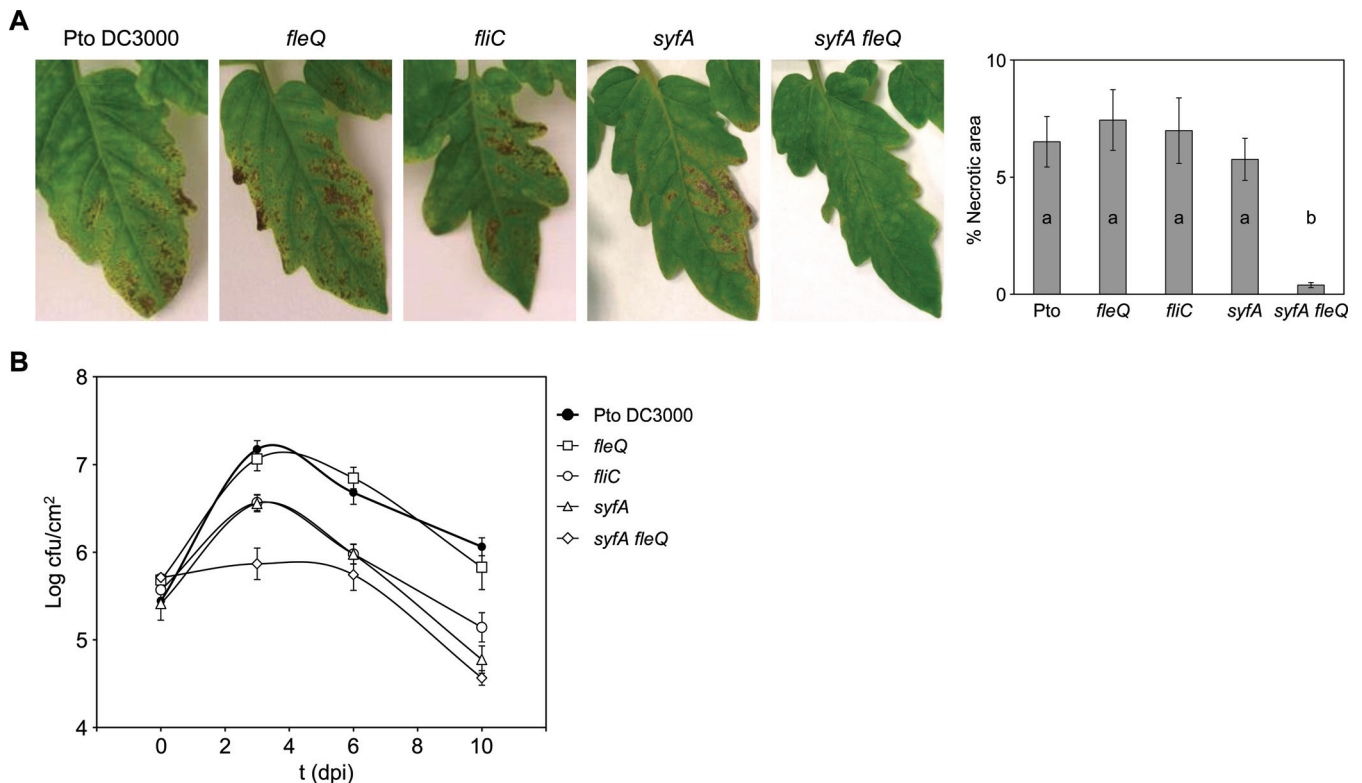 A
Pto DC3000 fleQ fliC syfA syfA fleQ
10
% Necrotic area
5
a a a a b
0
Pto fleQ fliC syfA syfA fleQ
B
8
Pto DC3000
fleQ
7
fliC
syfA
Log cfu/cm²
6
syfA fleQ
5
4
0 2 4 6 8 10
t (dpi)